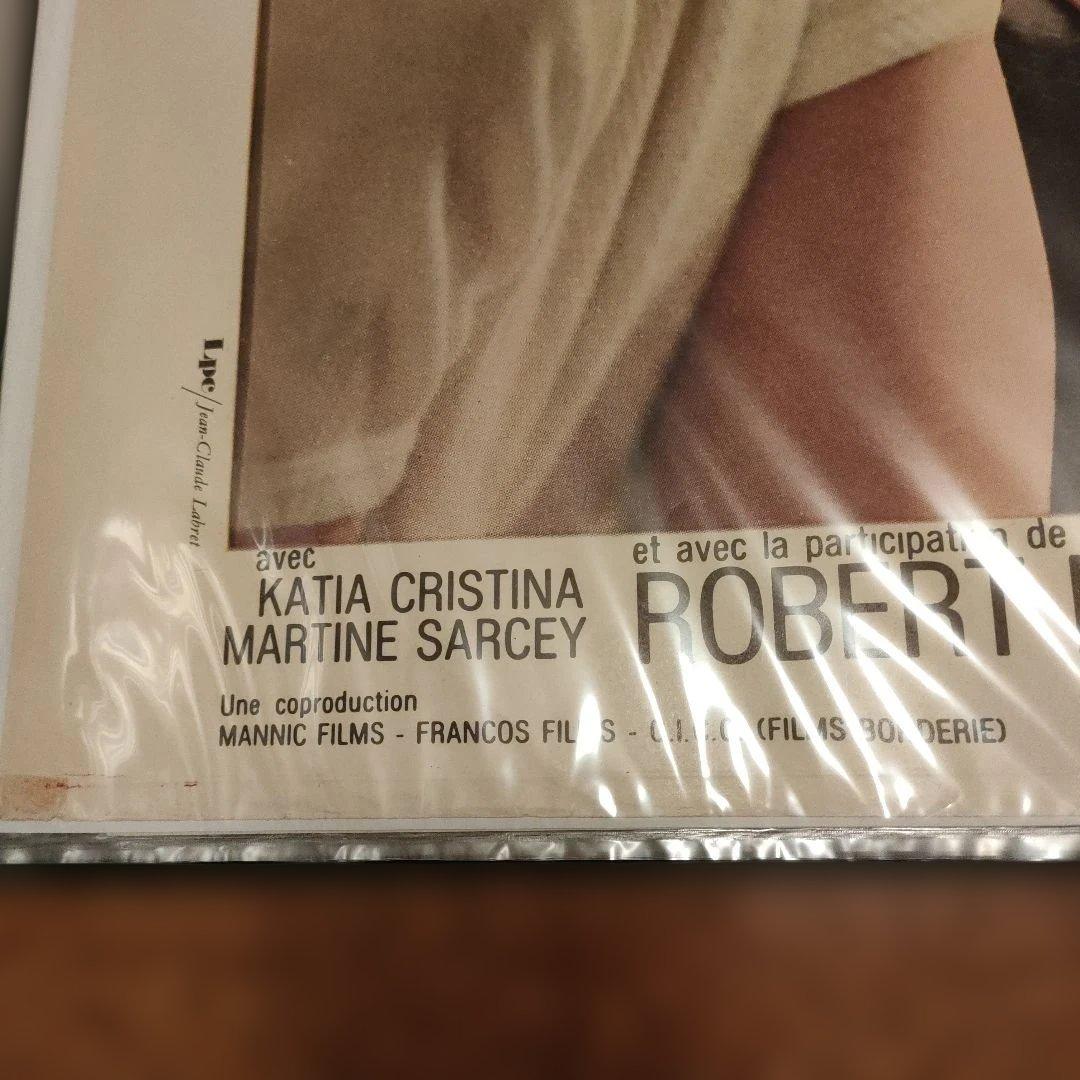 Lpc/Jean-Claude Labret
avec
KATIA CRISTINA
MARTINE SARCEY
et avec la participation de
ROBERT
Une coproduction
MANNIC FILMS - FRANCOS FILMS - C.I.C.C. (FILMS BORDERIE)